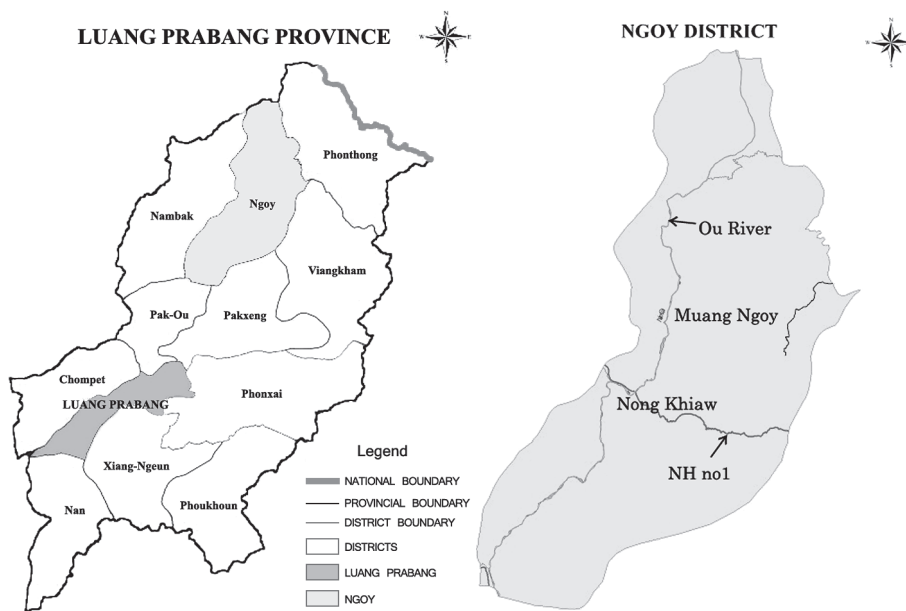 LUANG PRABANG PROVINCE
N
W
E
S
Phonthong
Ngoy
Nambak
Viangkham
Pak-Ou
Pakxeng
Chompet
LUANG PRABANG
Phonxai
Xiang-Ngeun
Nan
Phoukhoun
Legend
NATIONAL BOUNDARY
PROVINCIAL BOUNDARY
DISTRICT BOUNDARY
DISTRICTS
LUANG PRABANG
NGOY
NGOY DISTRICT
N
W
E
S
Ou River
Muang Ngoy
Nong Khiaw
NH no1